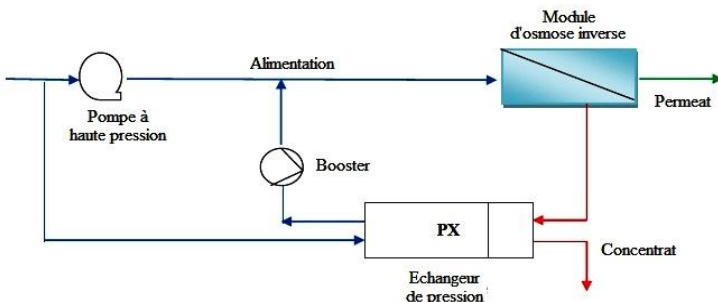 Module
d'osmose inverse
Alimentation
Permeat
Pompe à
haute pression
Booster
PX
Concentrat
Echangeur
de pression